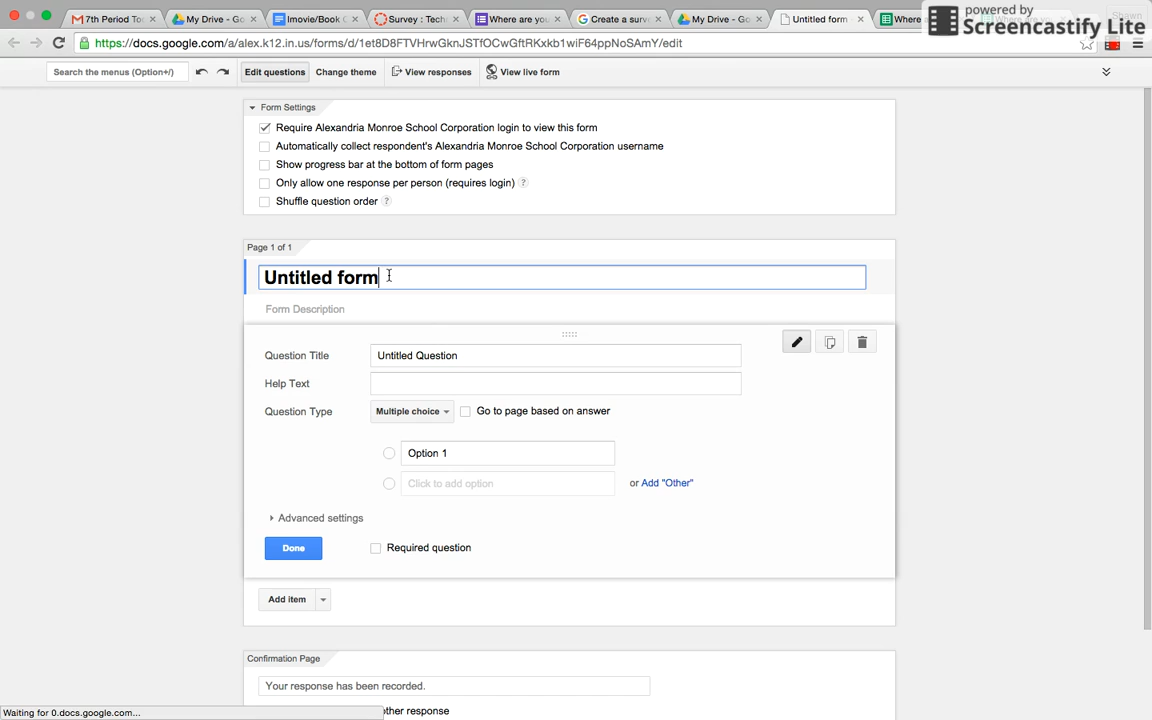 7th Period Too × My Drive - Go × Imovie/Book C × Survey : Tech × Where are you × Create a surv × My Drive - Go × Untitled form × Where
powered by
Screencastify Lite
https://docs.google.com/a/alex.k12.in.us/forms/d/1et8D8FTVHrwGknJSTfOCwGftRKxkb1wiF64ppNoSAmY/edit
Search the menus (Option+/) Edit questions Change theme View responses View live form
Form Settings
Require Alexandria Monroe School Corporation login to view this form
Automatically collect respondent's Alexandria Monroe School Corporation username
Show progress bar at the bottom of form pages
Only allow one response per person (requires login) ?
Shuffle question order ?
Page 1 of 1
Untitled form
Form Description
Question Title Untitled Question
Help Text
Question Type Multiple choice Go to page based on answer
Option 1
Click to add option or Add "Other"
Advanced settings
Done Required question
Add item
Confirmation Page
Your response has been recorded.
Waiting for 0.docs.google.com... other response